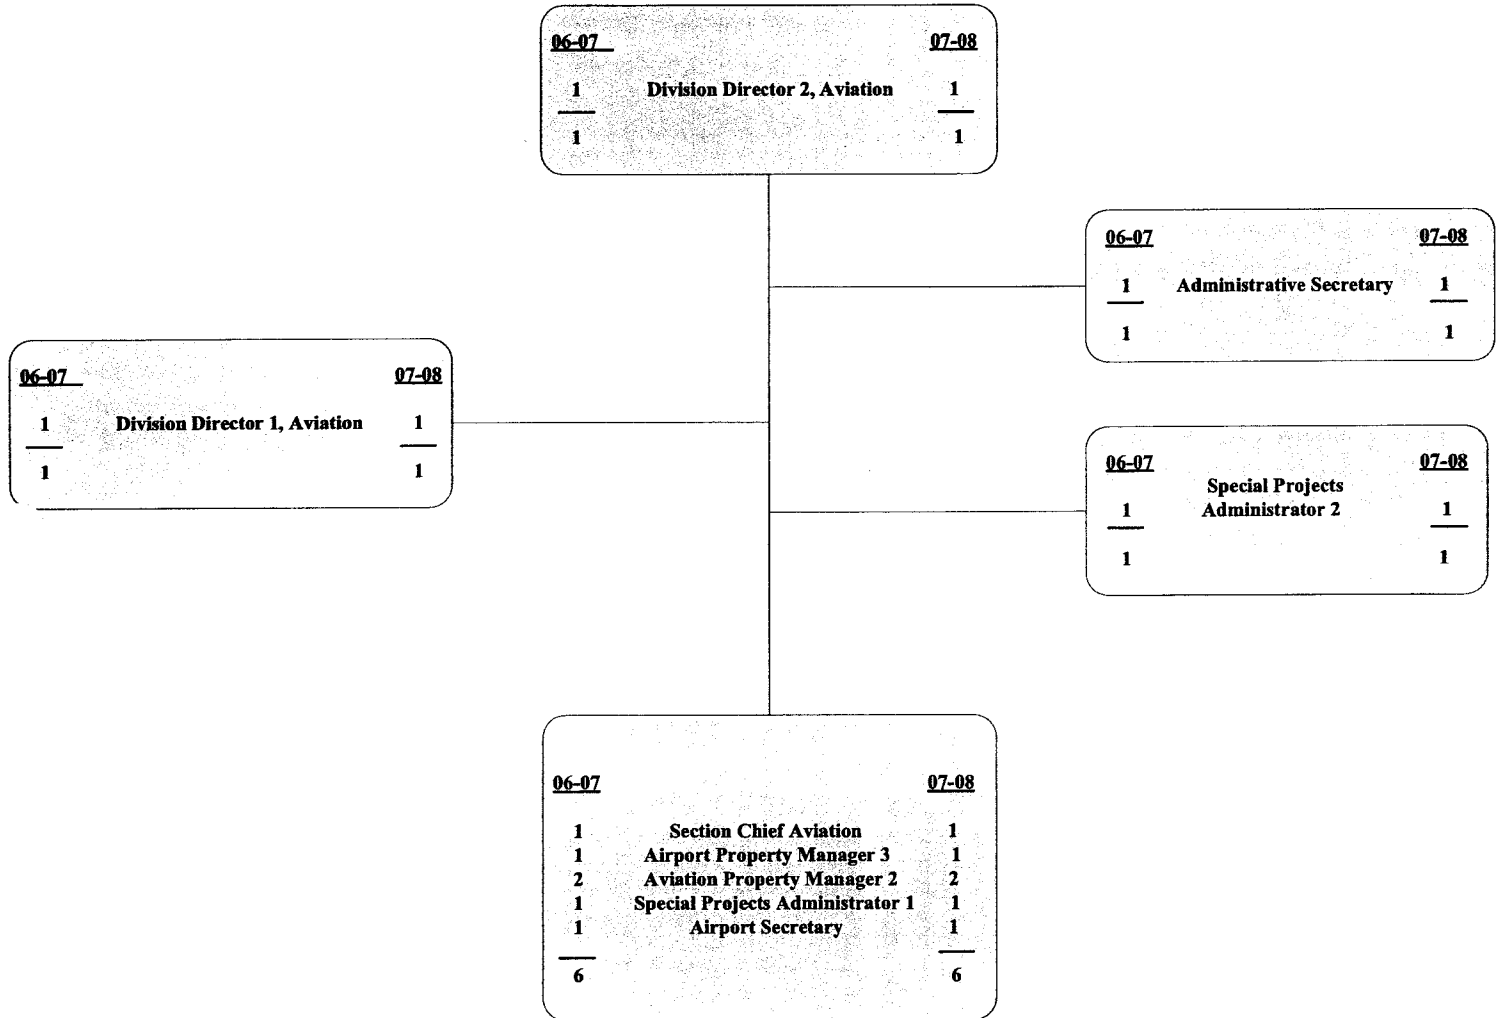 06-07 07-08
1 Division Director 2, Aviation 1
1 1
06-07 07-08
1 Administrative Secretary 1
1 1
06-07 07-08
1 Division Director 1, Aviation 1
1 1
06-07 07-08
Special Projects
1 Administrator 2 1
1 1
06-07 07-08
1 Section Chief Aviation 1
1 Airport Property Manager 3 1
2 Aviation Property Manager 2 2
1 Special Projects Administrator 1 1
1 Airport Secretary 1
6 6